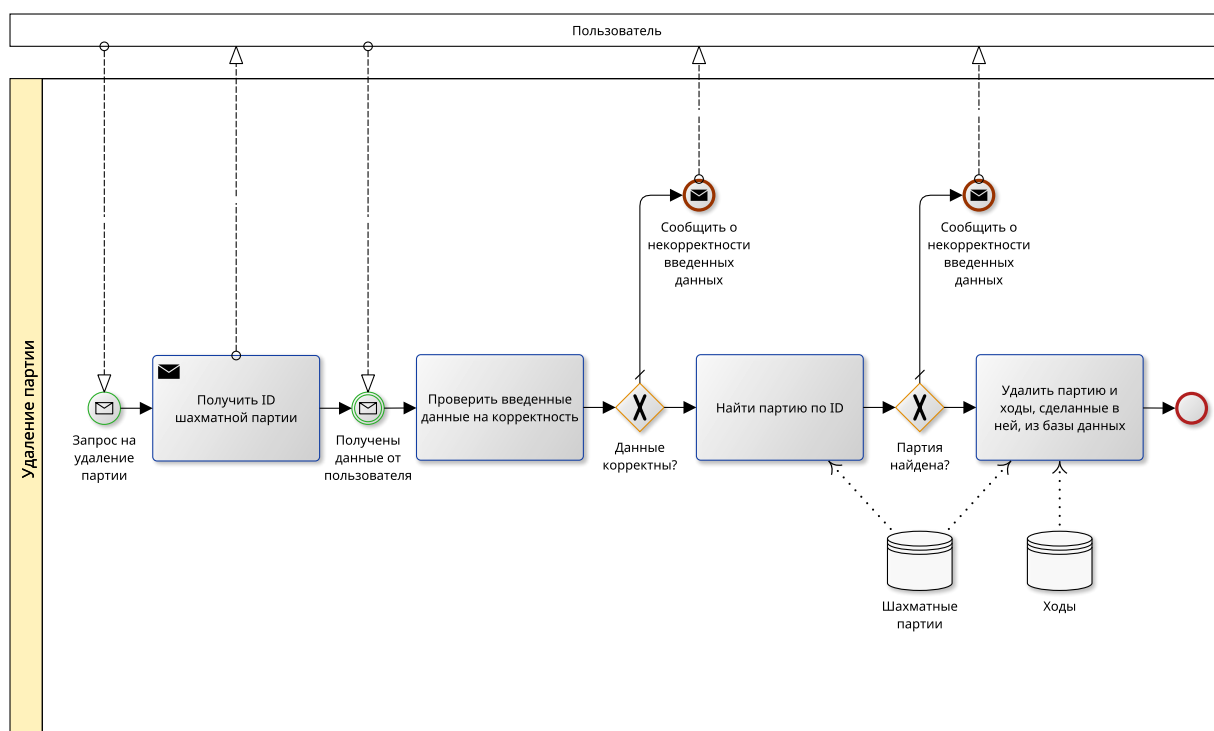 Пользователь
Удаление партии
Сообщить о
некорректности
введенных
данных
Сообщить о
некорректности
введенных
данных
Получить ID
шахматной партии
Проверить введенные
данные на корректность
Найти партию по ID
Удалить партию и
ходы, сделанные в
ней, из базы данных
Запрос на
удаление
партии
Получены
данные от
пользователя
Данные
корректны?
Партия
найдена?
Шахматные
партии
Ходы